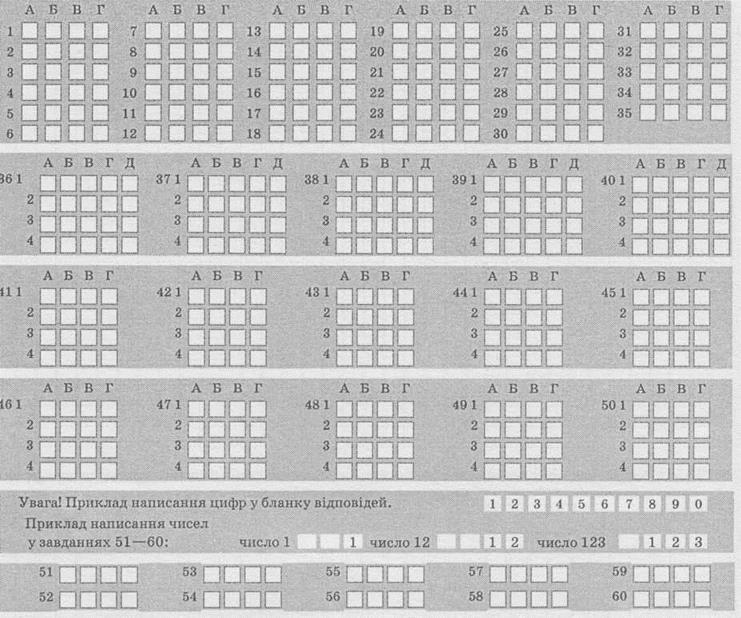 А Б В Г А Б В Г А Б В Г А Б В Г А Б В Г А Б В Г
1 7 13 19 25 31
2 8 14 20 26 32
3 9 15 21 27 33
4 10 16 22 28 34
5 11 17 23 29 35
6 12 18 24 30
А Б В Г Д А Б В Г Д А Б В Г Д А Б В Г Д А Б В Г Д
36 1 37 1 38 1 39 1 40 1
2 2 2 2 2
3 3 3 3 3
4 4 4 4 4
А Б В Г А Б В Г А Б В Г А Б В Г А Б В Г
41 1 42 1 43 1 44 1 45 1
2 2 2 2 2
3 3 3 3 3
4 4 4 4 4
А Б В Г А Б В Г А Б В Г А Б В Г А Б В Г
46 1 47 1 48 1 49 1 50 1
2 2 2 2 2
3 3 3 3 3
4 4 4 4 4
Увага! Приклад написання цифр у бланку відповідей. 1 2 3 4 5 6 7 8 9 0
Приклад написання чисел
у завданнях 51—60: число 1 1 число 12 1 2 число 123 1 2 3
51 53 55 57 59
52 54 56 58 60